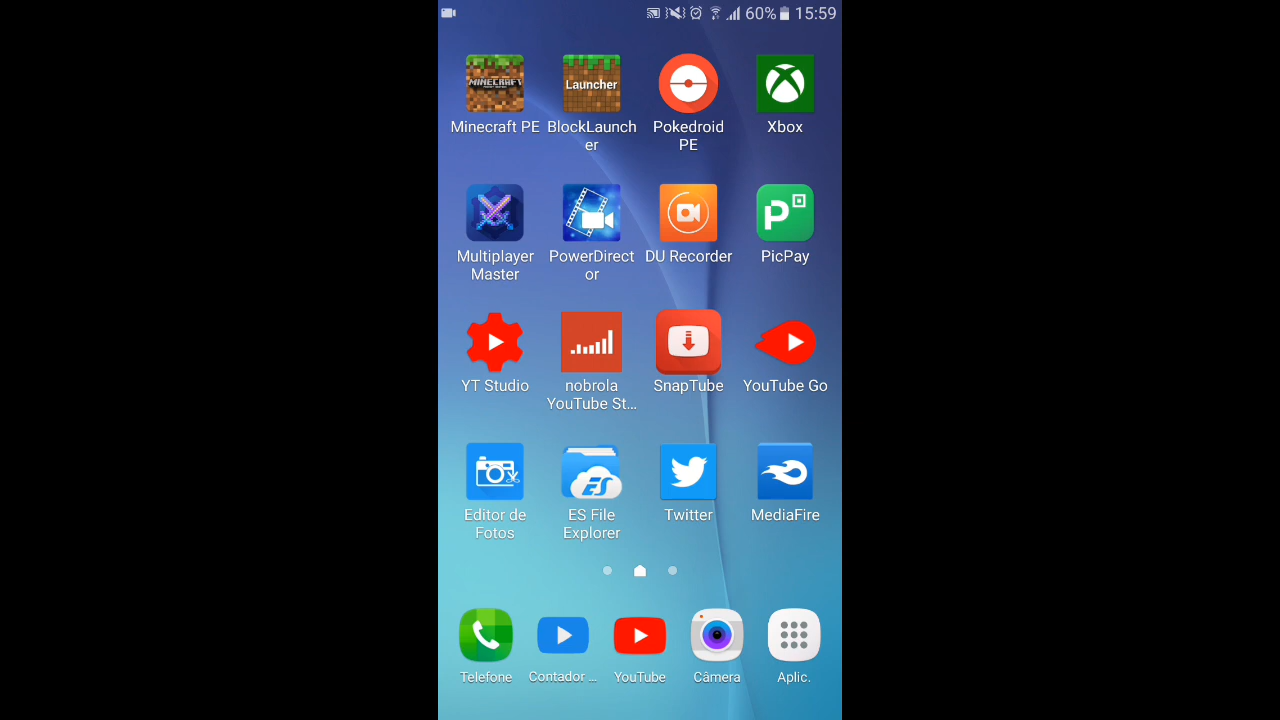 60% 15:59
MINECRAFT
Launcher
Minecraft PE
BlockLaunch
er
Pokedroid
PE
Xbox
P
Multiplayer
Master
PowerDirect
or
DU Recorder
PicPay
YT Studio
nobrola
YouTube St...
SnapTube
YouTube Go
ES
Editor de
Fotos
ES File
Explorer
Twitter
MediaFire
Telefone
Contador ...
YouTube
Câmera
Aplic.